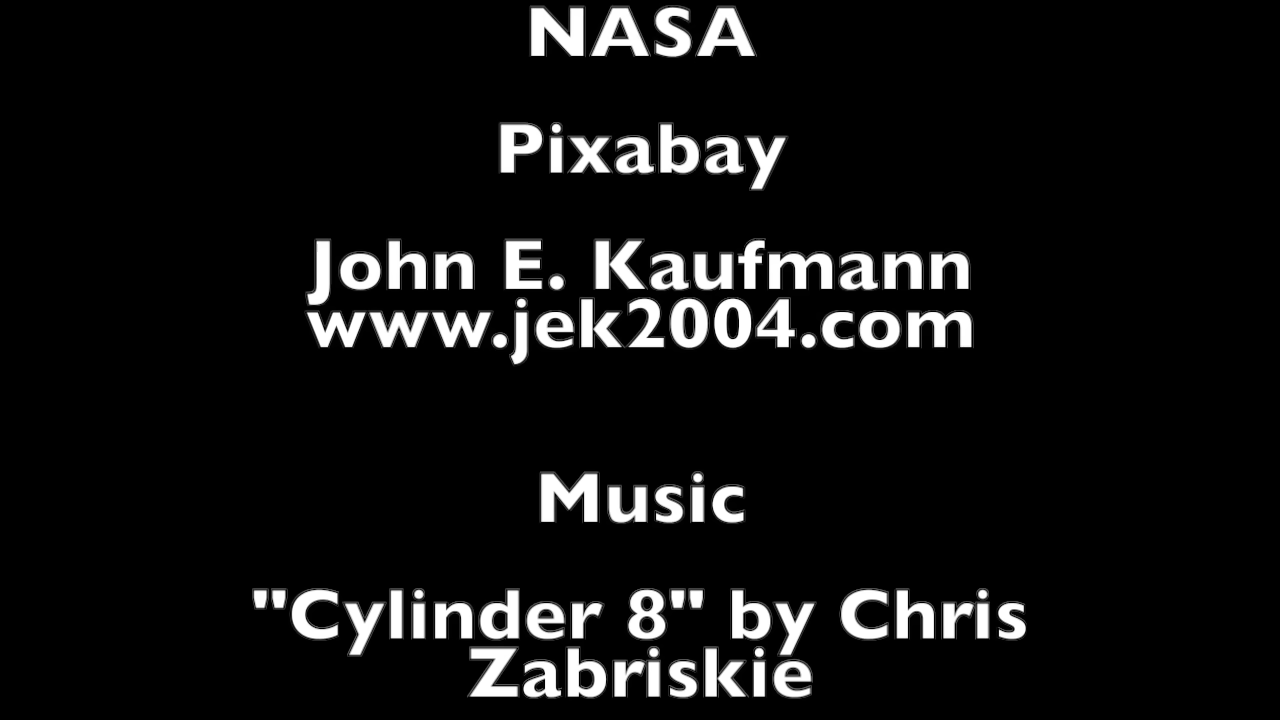 NASA
Pixabay
John E. Kaufmann
www.jek2004.com
Music
"Cylinder 8" by Chris
Zabriskie